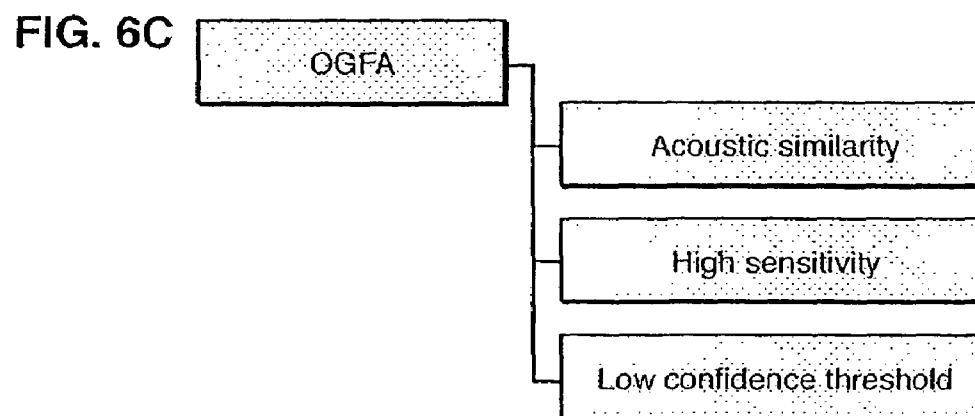 FIG. 6C
OGFA
Acoustic similarity
High sensitivity
Low confidence threshold